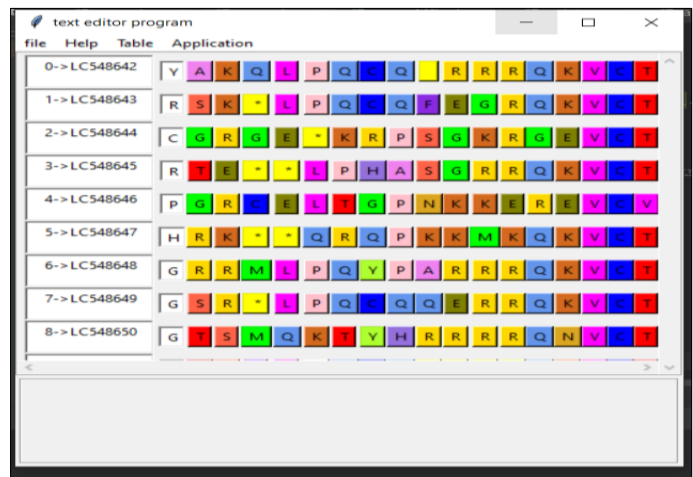 text editor program
file Help Table Application
0->LC548642 Y A K Q L P Q C Q R R R Q K V C T
1->LC548643 R S K * L P Q C Q F E G R Q K V C T
2->LC548644 C G R G E * K R P S G K R G E V C T
3->LC548645 R T E * * L P H A S G R R Q K V C T
4->LC548646 P G R C E L T G P N K K E R E V C V
5->LC548647 H R K * * Q R Q P K K M K Q K V C T
6->LC548648 G R R M L P Q Y P A R R R Q K V C T
7->LC548649 G S R * L P Q C Q Q E R R Q K V C T
8->LC548650 G T S M Q K T Y H R R R R Q N V C T